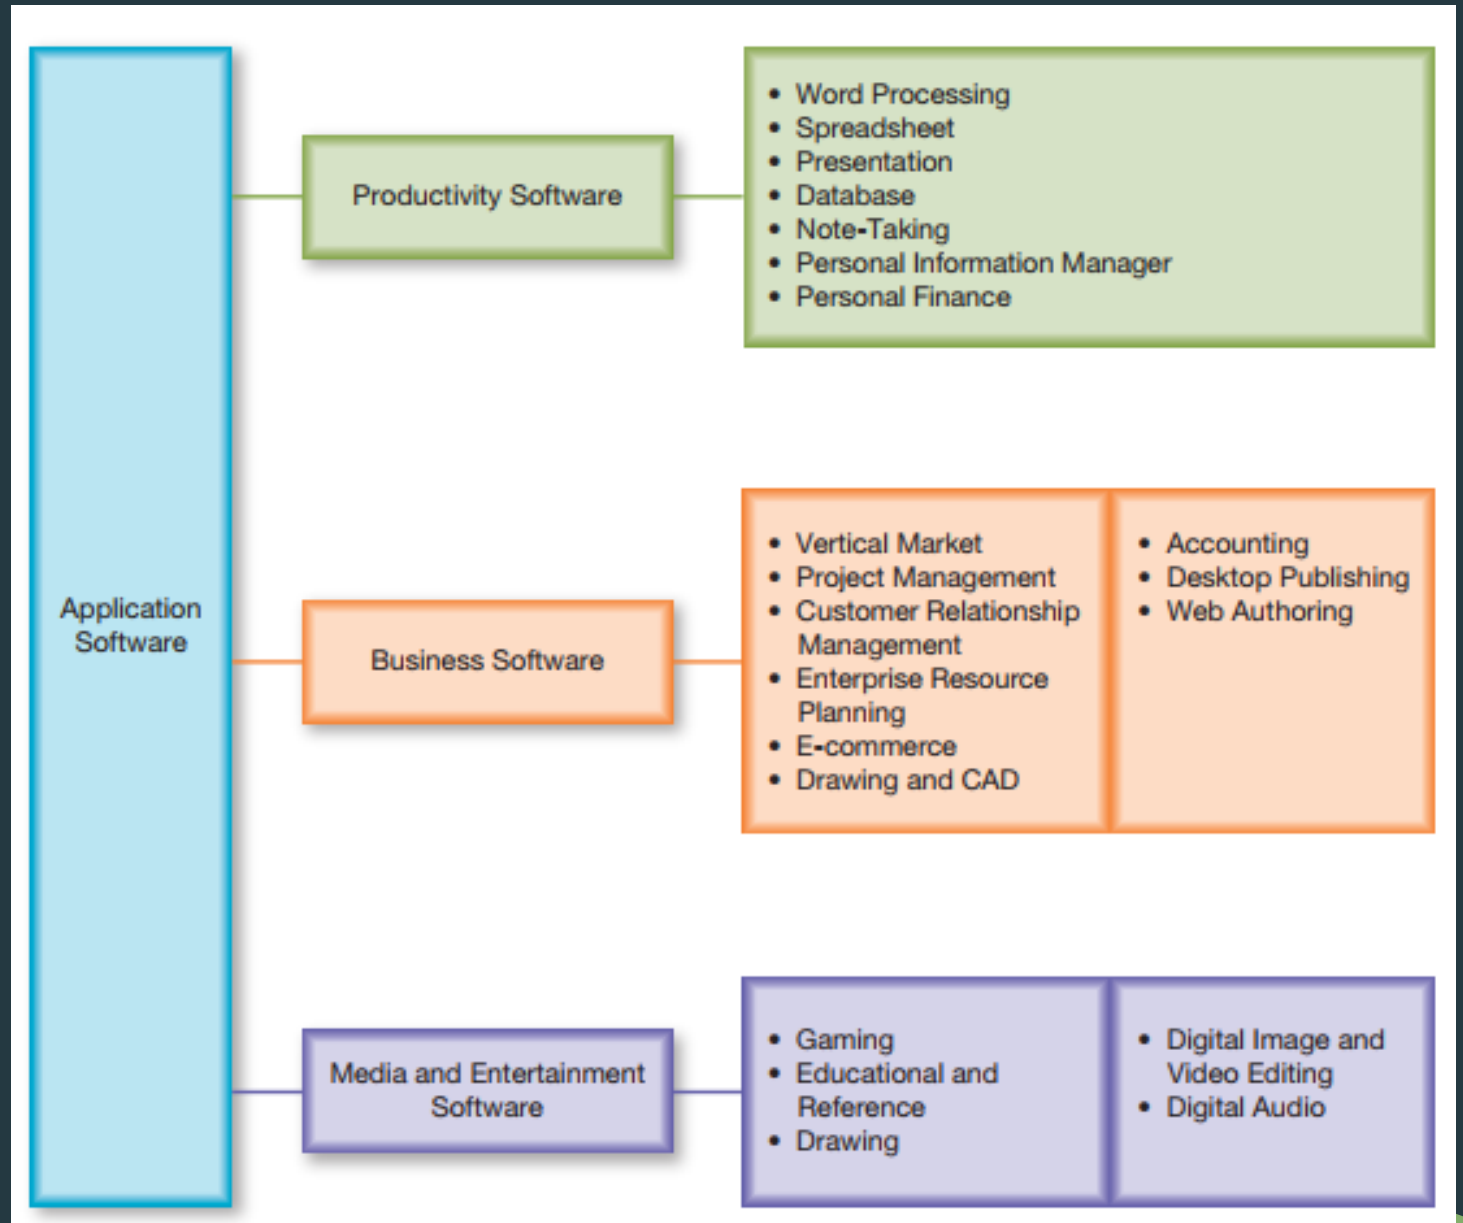 Application
Software
Productivity Software
• Word Processing
• Spreadsheet
• Presentation
• Database
• Note-Taking
• Personal Information Manager
• Personal Finance
Business Software
• Vertical Market
• Project Management
• Customer Relationship
Management
• Enterprise Resource
Planning
• E-commerce
• Drawing and CAD
• Accounting
• Desktop Publishing
• Web Authoring
Media and Entertainment
Software
• Gaming
• Educational and
Reference
• Drawing
• Digital Image and
Video Editing
• Digital Audio